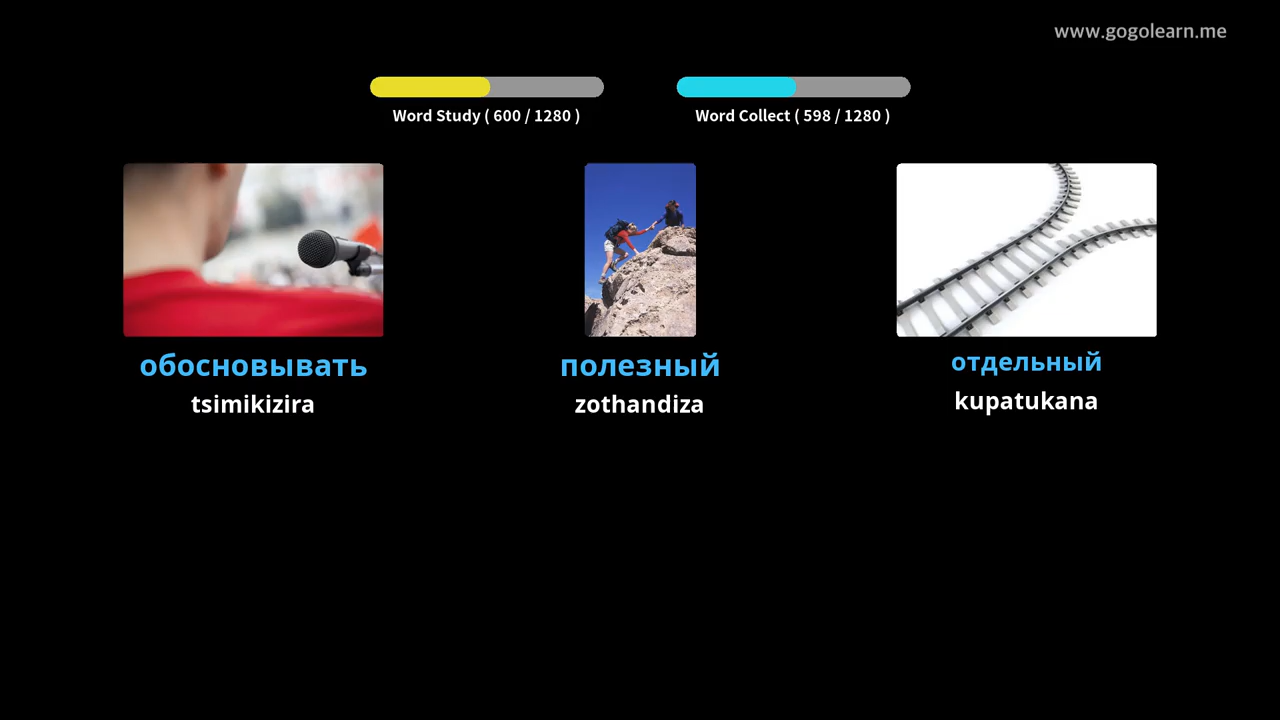 www.gogolearn.me
Word Study ( 600 / 1280 )
Word Collect ( 598 / 1280 )
обосновывать
tsimikizira
полезный
zothandiza
отдельный
kupatukana